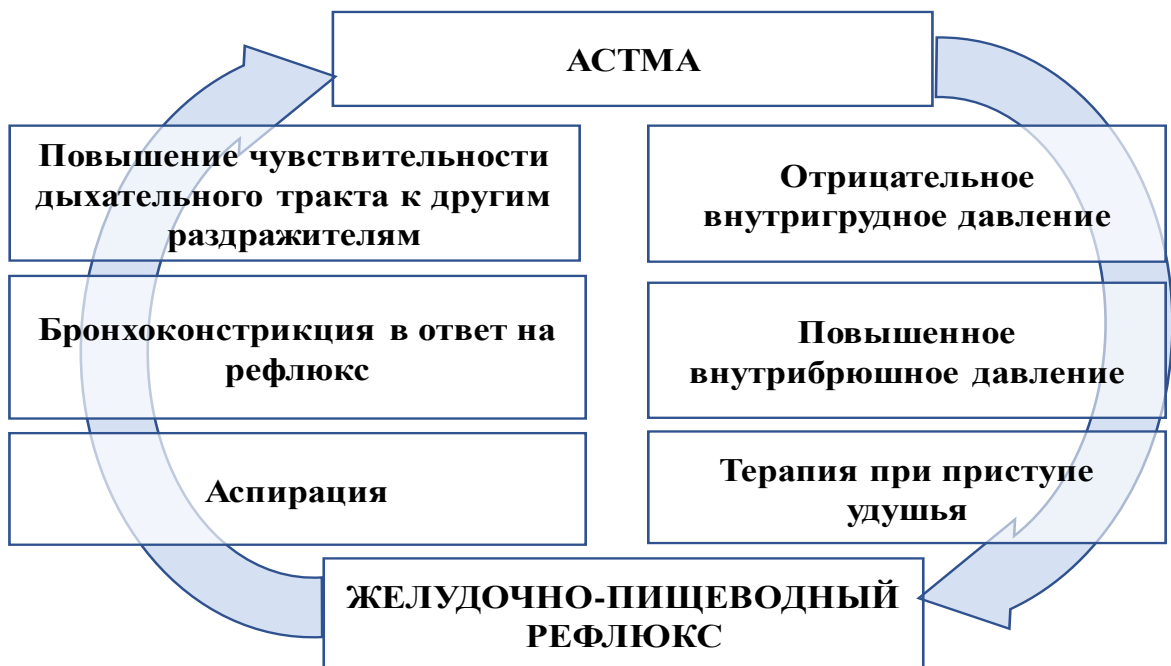 АСТМА
Повышение чувствительности
дыхательного тракта к другим
раздражителям
Отрицательное
внутригрудное давление
Бронхоконстрикция в ответ на
рефлюкс
Повышенное
внутрибрюшное давление
Аспирация
Терапия при приступе
удушья
ЖЕЛУДОЧНО-ПИЩЕВОДНЫЙ
РЕФЛЮКС